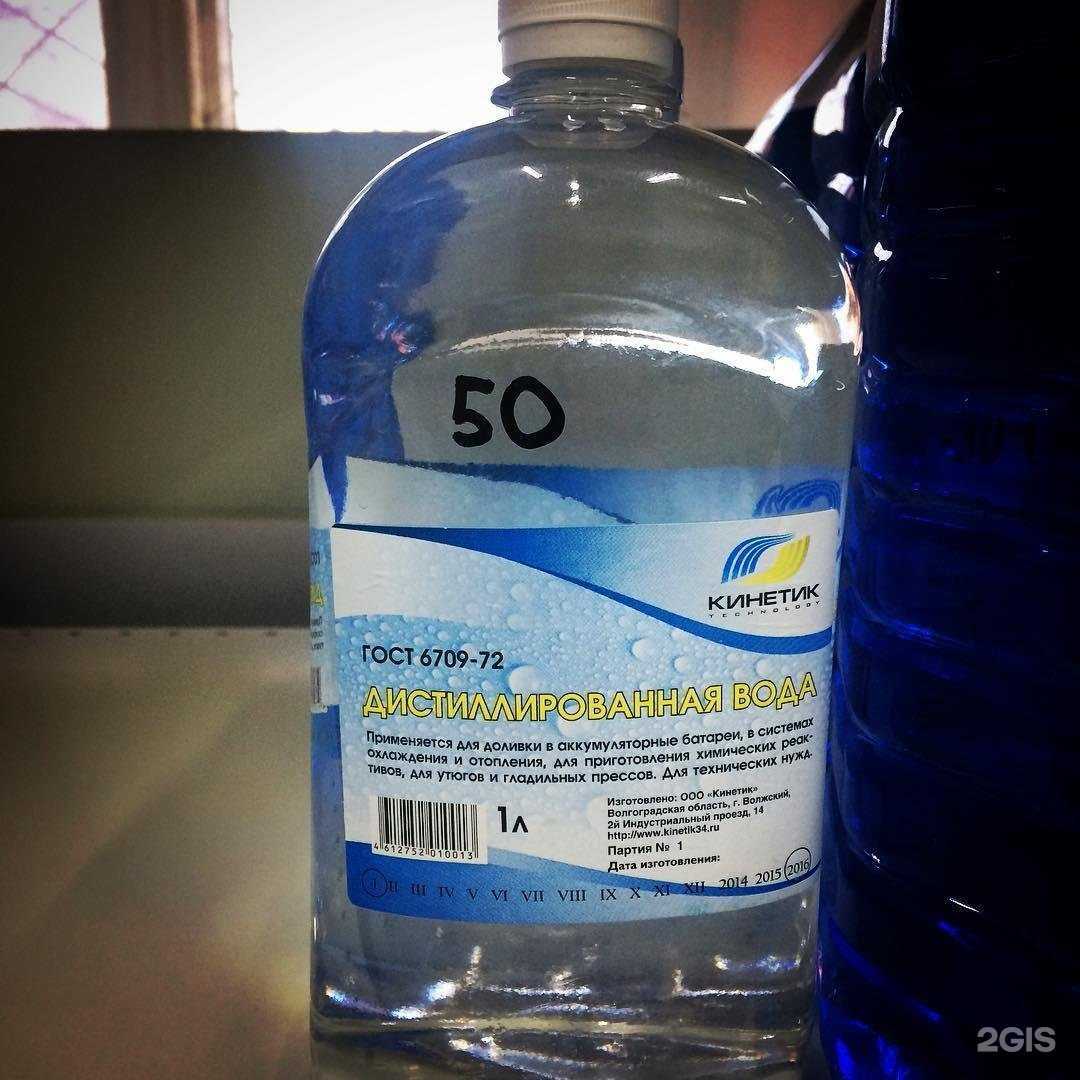 50
КИНЕТИК
TECHNOLOGY
ГОСТ 6709-72
ДИСТИЛЛИРОВАННАЯ ВОДА
Применяется для доливки в аккумуляторные батареи, в системах
охлаждения и отопления, для приготовления химических реак-
тивов, для утюгов и гладильных прессов. Для технических нужд.
4 612752 010013
1л
Изготовлено: ООО «Кинетик»
Волгоградская область, г. Волжский,
2й Индустриальный проезд, 14
http://www.kinetik34.ru
Партия № 1
Дата изготовления:
I II III IV V VI VII VIII IX X XI XII 2014 2015 2016
2GIS